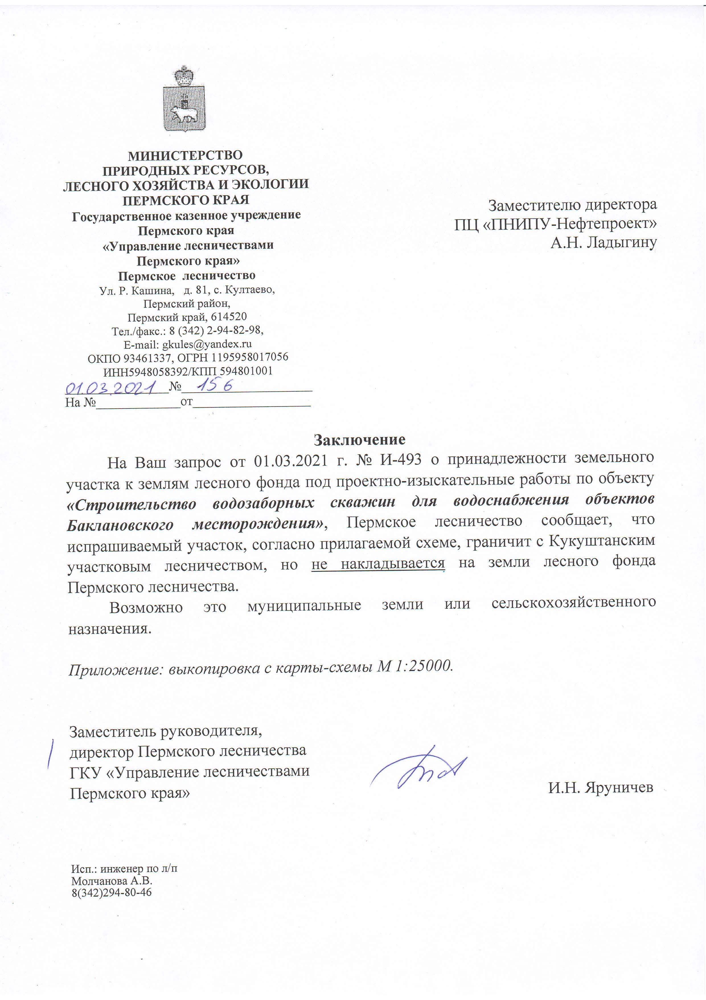 МИНИСТЕРСТВО
ПРИРОДНЫХ РЕСУРСОВ,
ЛЕСНОГО ХОЗЯЙСТВА И ЭКОЛОГИИ
ПЕРМСКОГО КРАЯ
Государственное казенное учреждение
Пермского края
«Управление лесничествами
Пермского края»
Пермское лесничество
Ул. Р. Кашина, д. 81, с. Култаево,
Пермский район,
Пермский край, 614520
Тел./факс.: 8 (342) 2-94-82-98,
E-mail: gkules@yandex.ru
ОКПО 93461337, ОГРН 1195958017056
ИНН5948058392/КПП 594801001
01.03.2021 № 156
На №______________от____________________
Заместителю директора
ПЦ «ПНИПУ-Нефтепроект»
А.Н. Ладыгину
Заключение
На Ваш запрос от 01.03.2021 г. № И-493 о принадлежности земельного
участка к землям лесного фонда под проектно-изыскательные работы по объекту
«Строительство водозаборных скважин для водоснабжения объектов
Баклановского месторождения», Пермское лесничество сообщает, что
испрашиваемый участок, согласно прилагаемой схеме, граничит с Кукуштанским
участковым лесничеством, но не накладывается на земли лесного фонда
Пермского лесничества.
Возможно это муниципальные земли или сельскохозяйственного
назначения.
Приложение: выкопировка с карты-схемы М 1:25000.
Заместитель руководителя,
директор Пермского лесничества
ГКУ «Управление лесничествами
Пермского края»
И.Н. Яруничев
Исп.: инженер по л/п
Молчанова А.В.
8(342)294-80-46